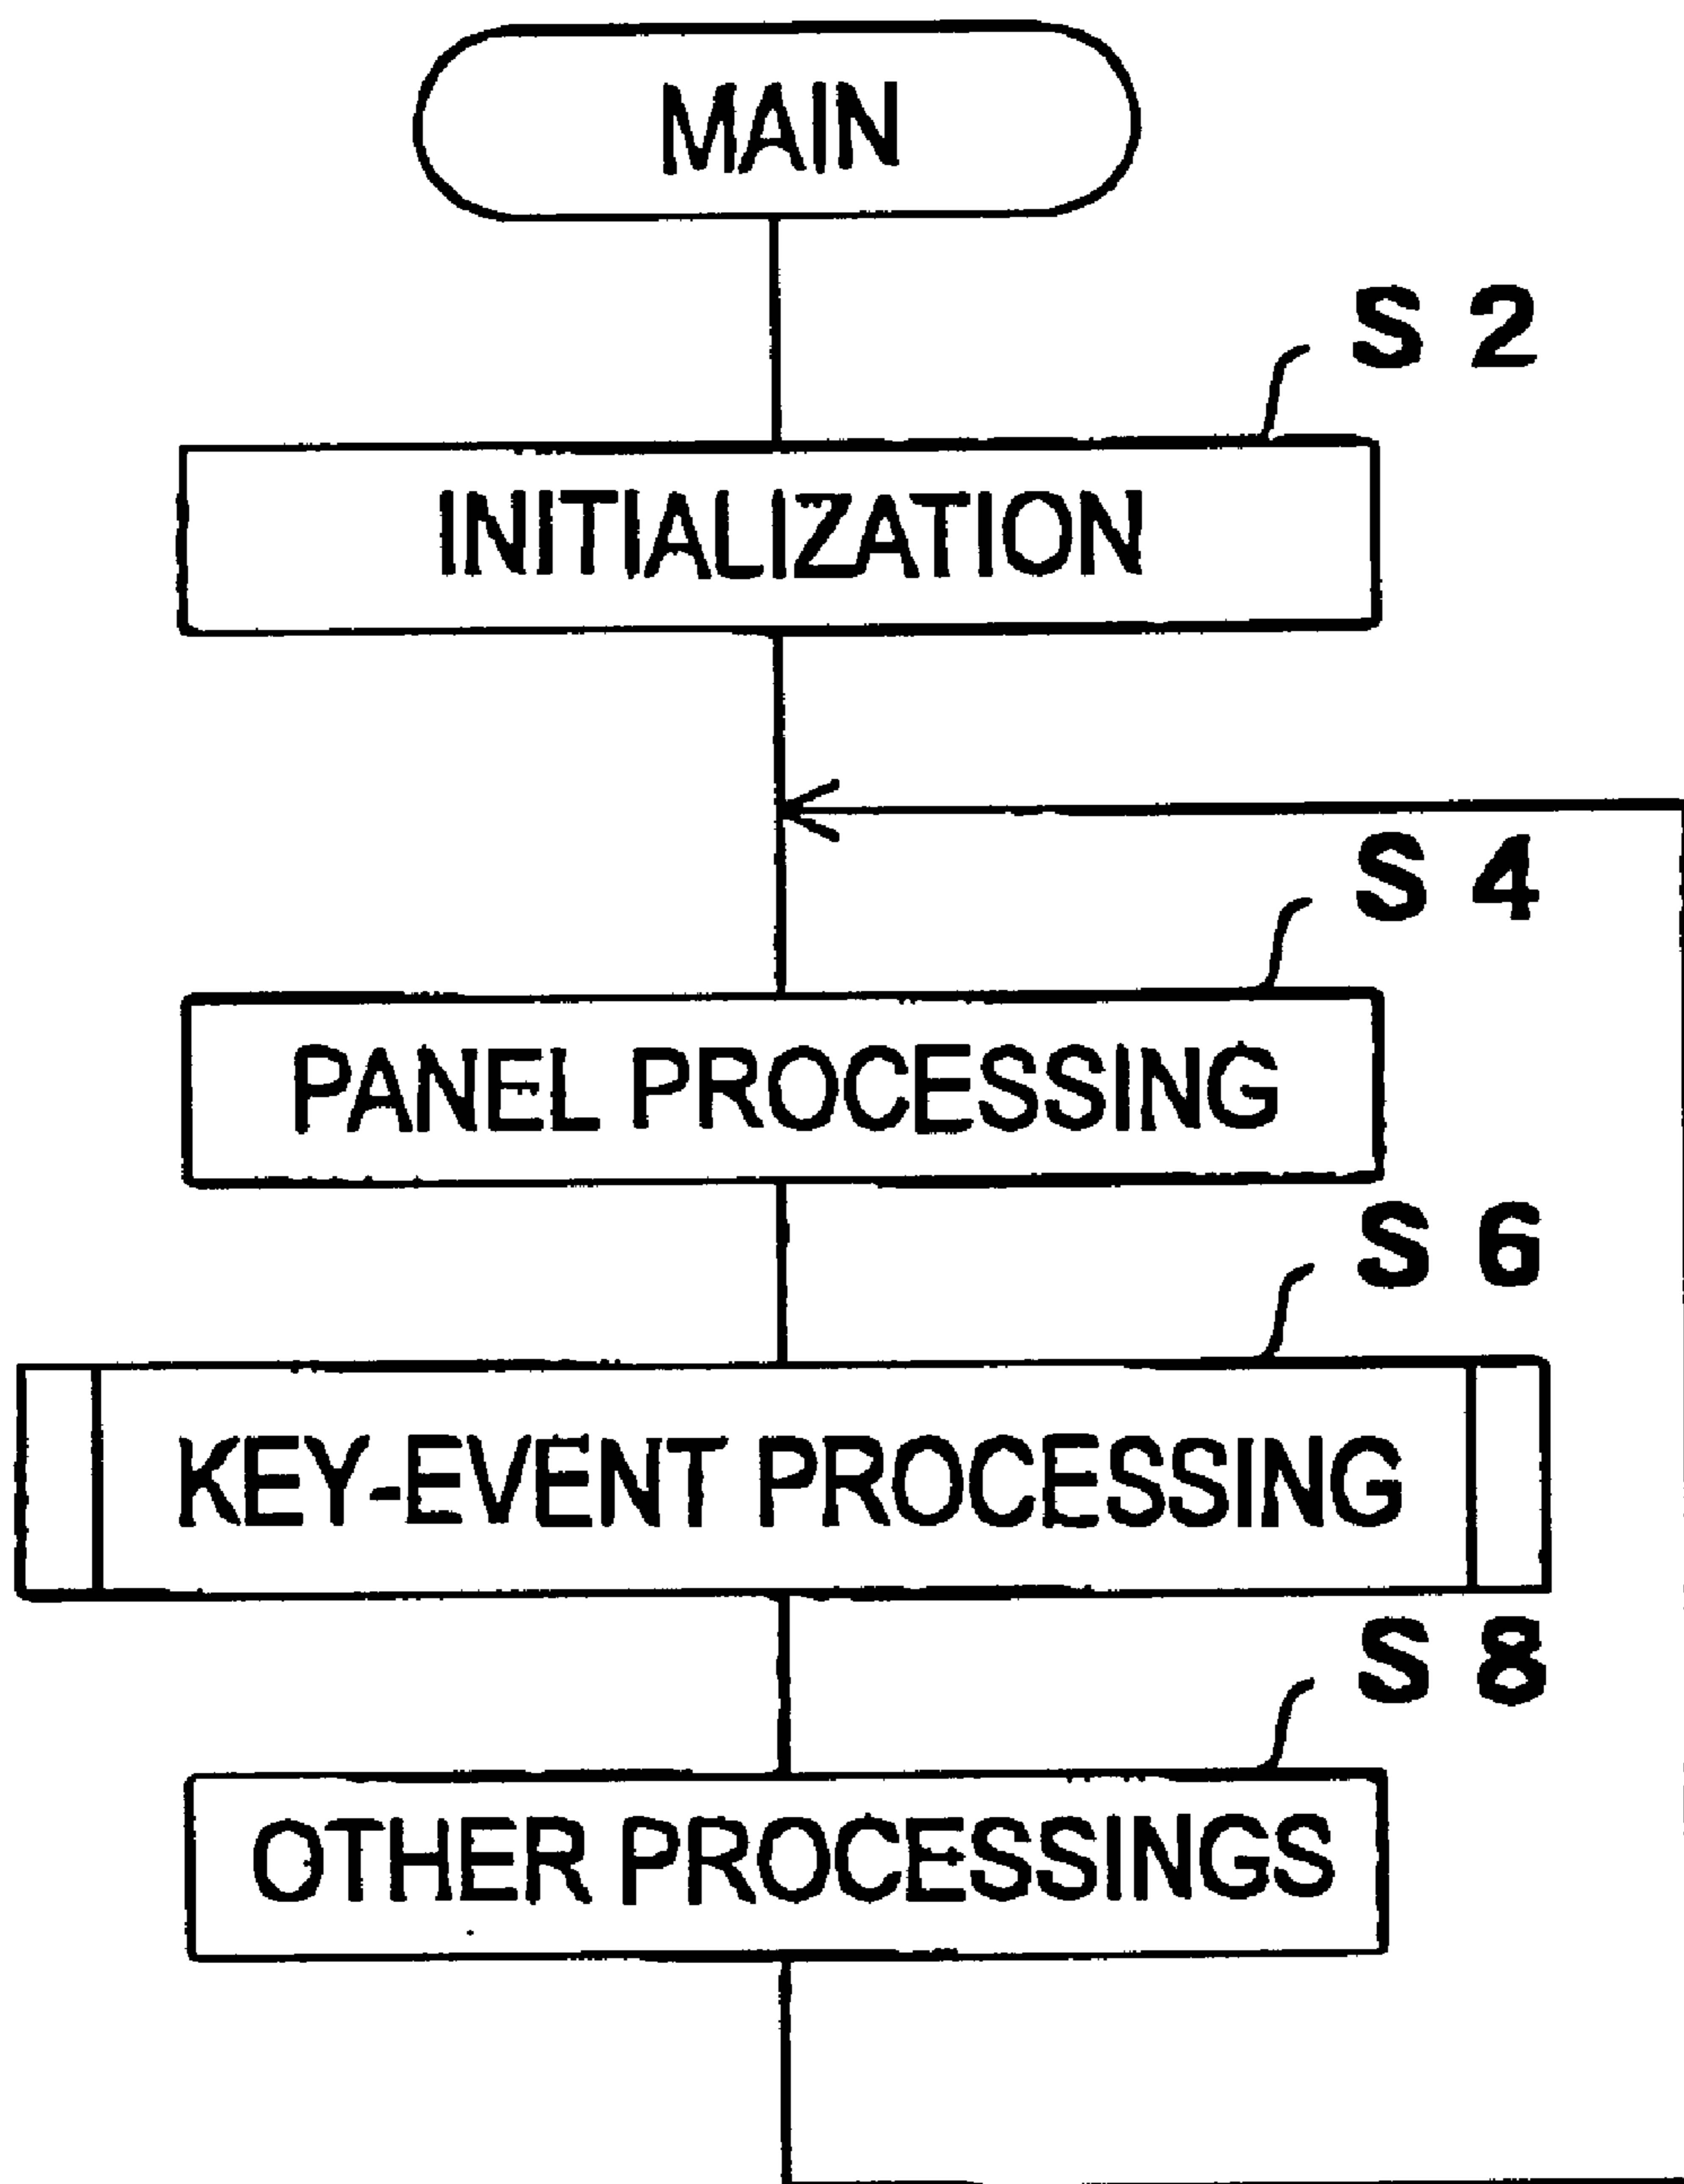 MAIN
S 2
INITIALIZATION
S 4
PANEL PROCESSING
S 6
KEY-EVENT PROCESSING
S 8
OTHER PROCESSINGS